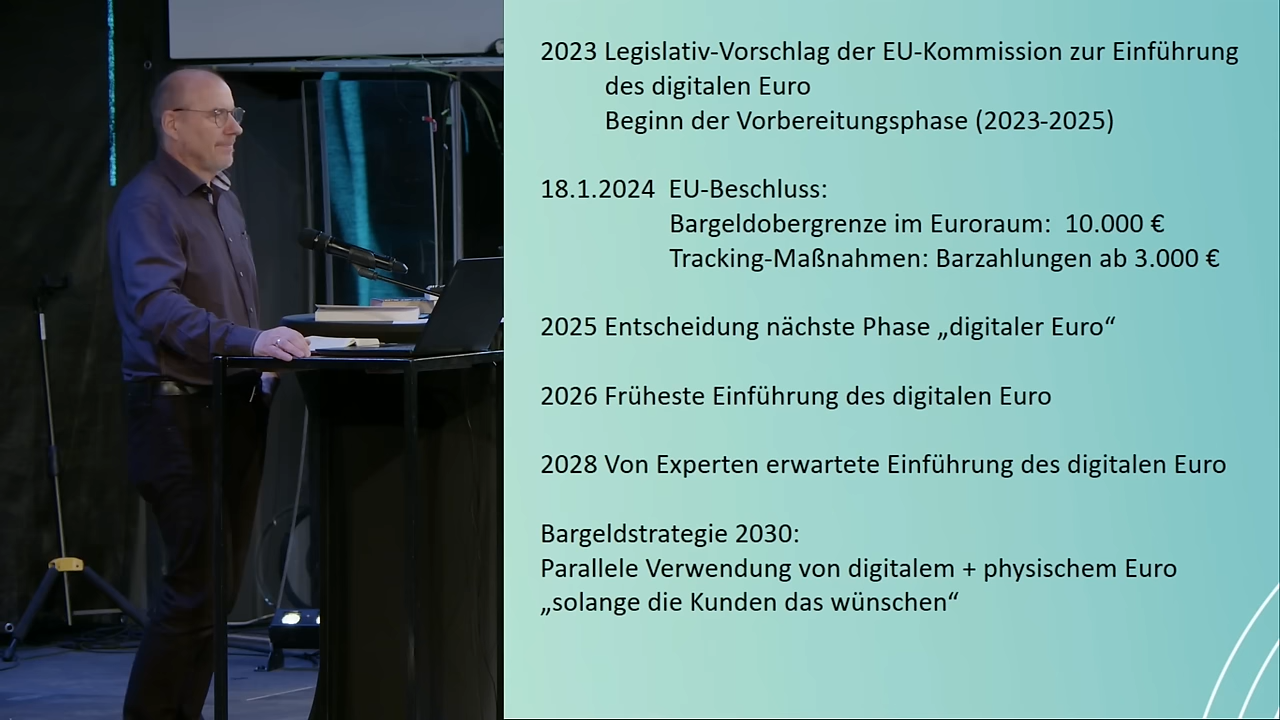 2023 Legislativ-Vorschlag der EU-Kommission zur Einführung
des digitalen Euro
Beginn der Vorbereitungsphase (2023-2025)
18.1.2024 EU-Beschluss:
Bargeldobergrenze im Euroraum: 10.000 €
Tracking-Maßnahmen: Barzahlungen ab 3.000 €
2025 Entscheidung nächste Phase „digitaler Euro“
2026 Früheste Einführung des digitalen Euro
2028 Von Experten erwartete Einführung des digitalen Euro
Bargeldstrategie 2030:
Parallele Verwendung von digitalem + physischem Euro
„solange die Kunden das wünschen“